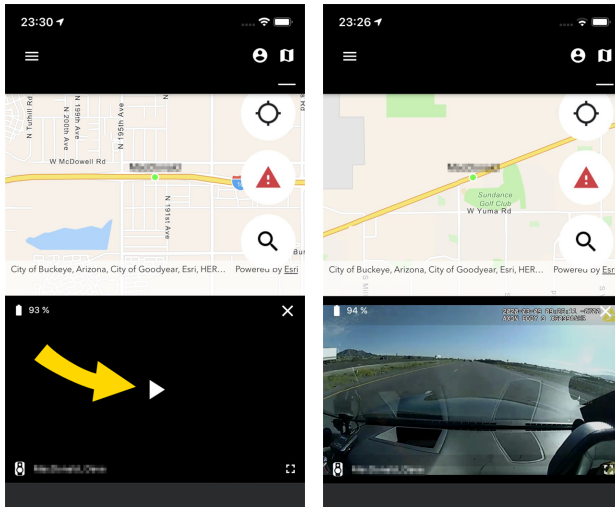 23:30
N Tuthill Rd
N 200th Ave
N 199th Ave
N 195th Ave
N
N
W McDowell Rd
N 191st Ave
City of Buckeye, Arizona, City of Goodyear, Esri, HER...
Powered by Esri
93 %
23:26
Sundance
Golf Club
W Yuma Rd
City of Buckeye, Arizona, City of Goodyear, Esri, HER...
Powered by Esri
94 %